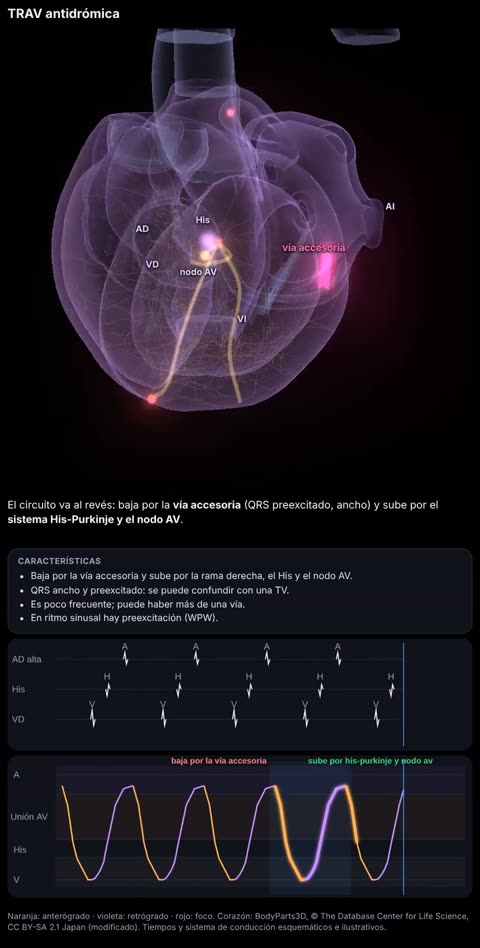 TRAV antidrómica
AI
His
AD
vía accesoria
VD
nodo AV
VI
El circuito va al revés: baja por la vía accesoria (QRS preexcitado, ancho) y sube por el
sistema His-Purkinje y el nodo AV.
CARACTERÍSTICAS
• Baja por la vía accesoria y sube por la rama derecha, el His y el nodo AV.
• QRS ancho y preexcitado: se puede confundir con una TV.
• Es poco frecuente; puede haber más de una vía.
• En ritmo sinusal hay preexcitación (WPW).
A A A A
AD alta
H H H H H
His
V V V V V
VD
baja por la vía accesoria sube por his-purkinje y nodo av
A
Unión AV
His
V
Naranja: anterógrado · violeta: retrógrado · rojo: foco. Corazón: BodyParts3D, © The Database Center for Life Science,
CC BY-SA 2.1 Japan (modificado). Tiempos y sistema de conducción esquemáticos e ilustrativos.